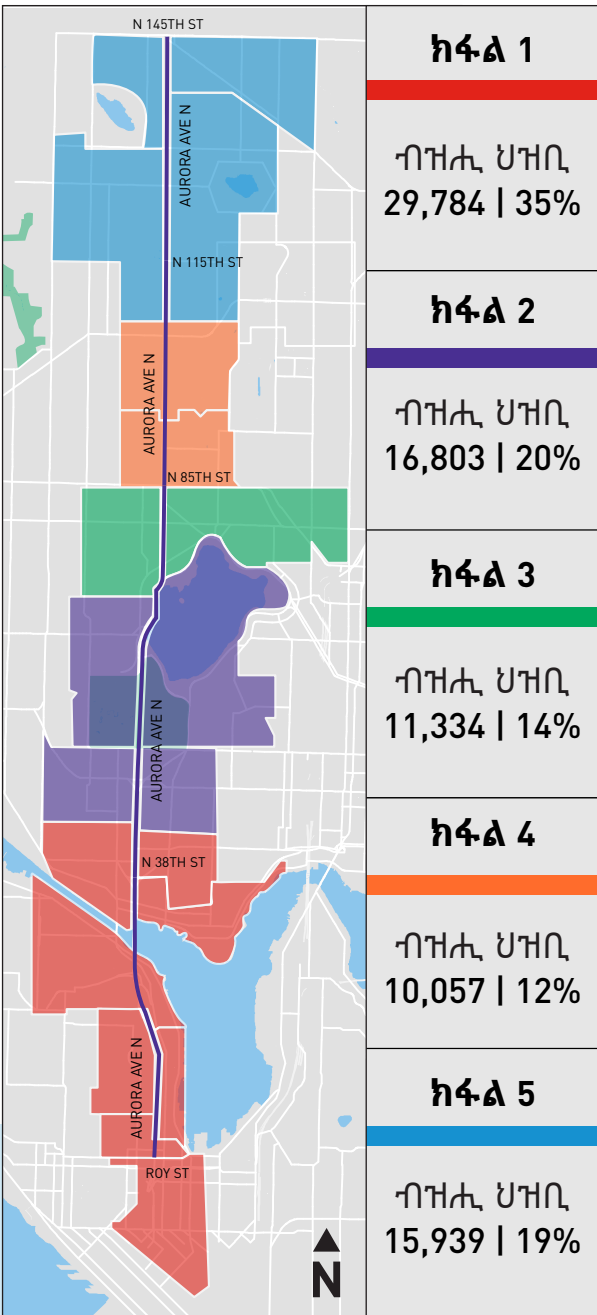 N 145TH ST
AURORA AVE N
N 115TH ST
AURORA AVE N
N 85TH ST
AURORA AVE N
N 38TH ST
AURORA AVE N
ROY ST
N
ክፋል 1
ብዝሒ ህዝቢ
29,784 | 35%
ክፋል 2
ብዝሒ ህዝቢ
16,803 | 20%
ክፋል 3
ብዝሒ ህዝቢ
11,334 | 14%
ክፋል 4
ብዝሒ ህዝቢ
10,057 | 12%
ክፋል 5
ብዝሒ ህዝቢ
15,939 | 19%